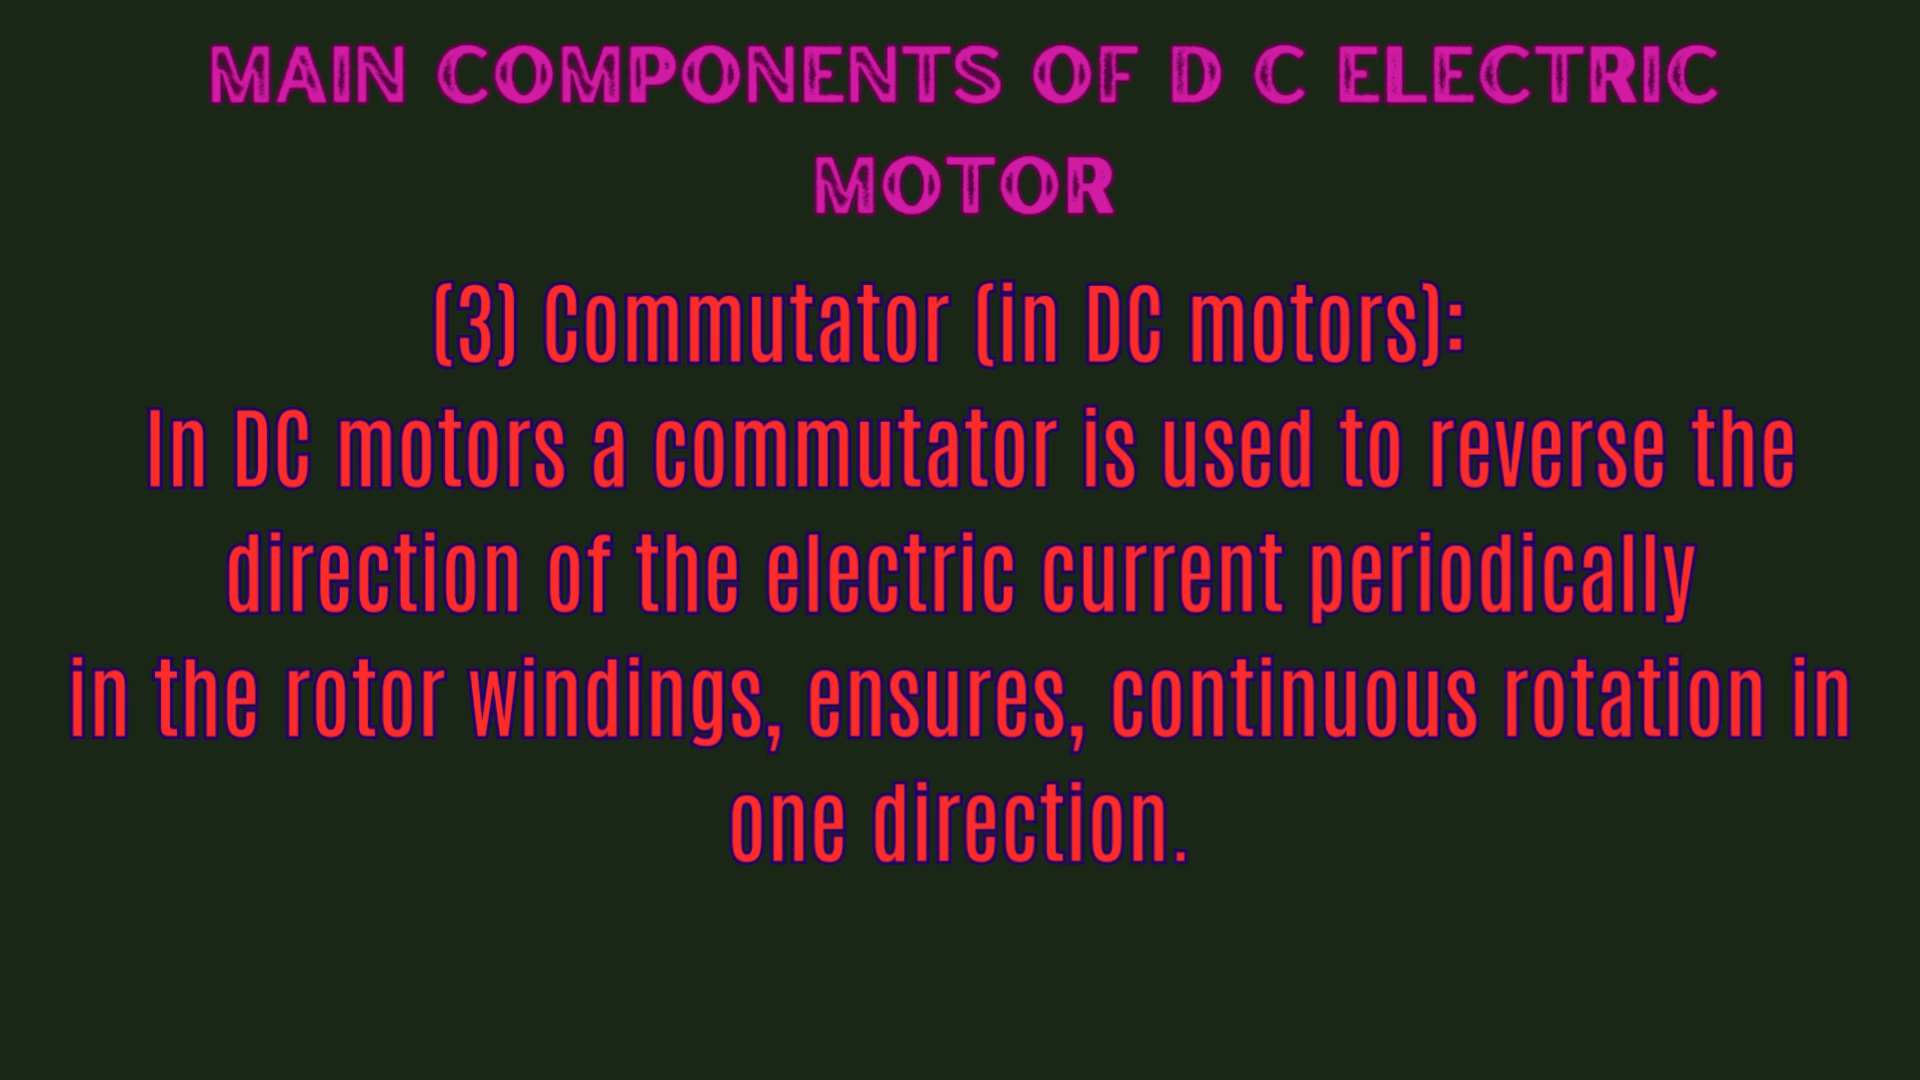 MAIN COMPONENTS OF D C ELECTRIC
MOTOR
(3) Commutator (in DC motors):
In DC motors a commutator is used to reverse the
direction of the electric current periodically
in the rotor windings, ensures, continuous rotation in
one direction.